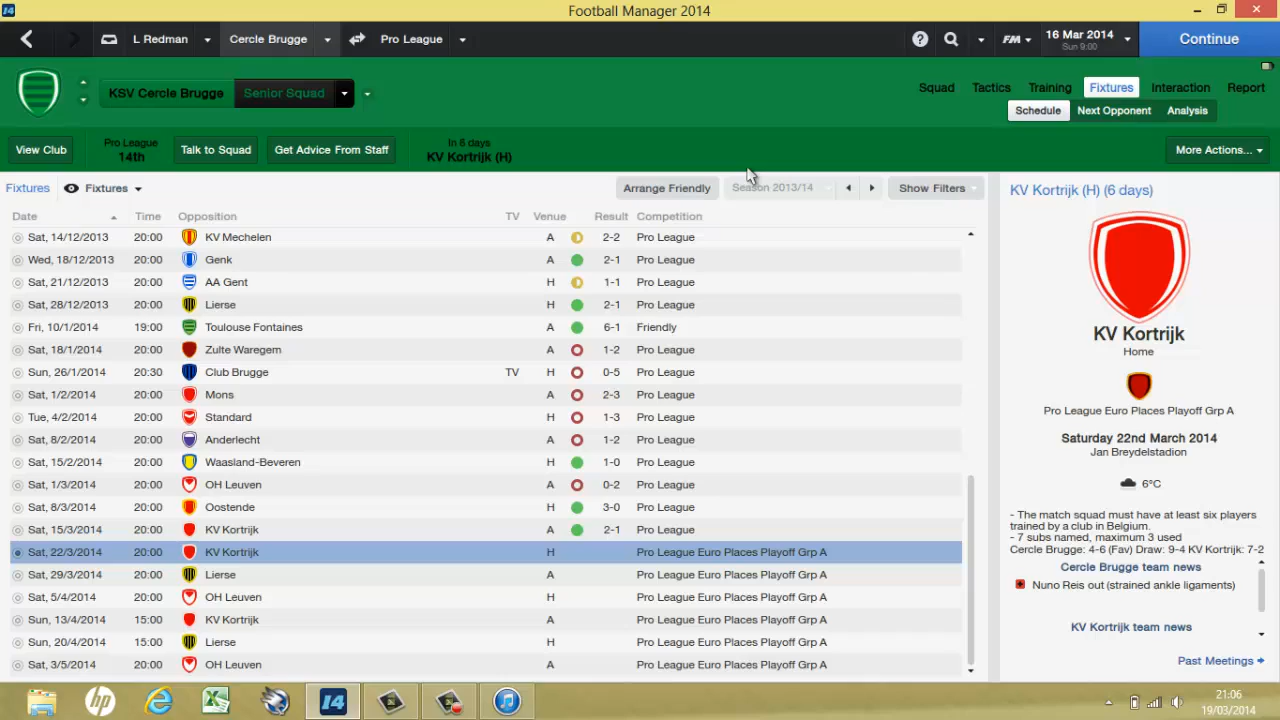 Football Manager 2014
L Redman
Cercle Brugge
Pro League
FM
16 Mar 2014
Sun 9:00
Continue
KSV Cercle Brugge
Senior Squad
Squad
Tactics
Training
Fixtures
Interaction
Report
Schedule
Next Opponent
Analysis
View Club
Pro League
14th
Talk to Squad
Get Advice From Staff
In 6 days
KV Kortrijk (H)
More Actions...
Fixtures
Fixtures
Arrange Friendly
Season 2013/14
Show Filters
Date Time Opposition TV Venue Result Competition
Sat, 14/12/2013 20:00 KV Mechelen A 2-2 Pro League
Wed, 18/12/2013 20:00 Genk A 2-1 Pro League
Sat, 21/12/2013 20:00 AA Gent H 1-1 Pro League
Sat, 28/12/2013 20:00 Lierse H 2-1 Pro League
Fri, 10/1/2014 19:00 Toulouse Fontaines A 6-1 Friendly
Sat, 18/1/2014 20:00 Zulte Waregem A 1-2 Pro League
Sun, 26/1/2014 20:30 Club Brugge TV H 0-5 Pro League
Sat, 1/2/2014 20:00 Mons A 2-3 Pro League
Tue, 4/2/2014 20:00 Standard H 1-3 Pro League
Sat, 8/2/2014 20:00 Anderlecht A 1-2 Pro League
Sat, 15/2/2014 20:00 Waasland-Beveren H 1-0 Pro League
Sat, 1/3/2014 20:00 OH Leuven A 0-2 Pro League
Sat, 8/3/2014 20:00 Oostende H 3-0 Pro League
Sat, 15/3/2014 20:00 KV Kortrijk A 2-1 Pro League
Sat, 22/3/2014 20:00 KV Kortrijk H Pro League Euro Places Playoff Grp A
Sat, 29/3/2014 20:00 Lierse A Pro League Euro Places Playoff Grp A
Sat, 5/4/2014 20:00 OH Leuven H Pro League Euro Places Playoff Grp A
Sun, 13/4/2014 15:00 KV Kortrijk A Pro League Euro Places Playoff Grp A
Sun, 20/4/2014 15:00 Lierse H Pro League Euro Places Playoff Grp A
Sat, 3/5/2014 20:00 OH Leuven A Pro League Euro Places Playoff Grp A
KV Kortrijk (H) (6 days)
KV Kortrijk
Home
Pro League Euro Places Playoff Grp A
Saturday 22nd March 2014
Jan Breydelstadion
6°C
- The match squad must have at least six players
trained by a club in Belgium.
- 7 subs named, maximum 3 used
Cercle Brugge: 4-6 (Fav) Draw: 9-4 KV Kortrijk: 7-2
Cercle Brugge team news
Nuno Reis out (strained ankle ligaments)
KV Kortrijk team news
Past Meetings
hp
14
21:06
19/03/2014